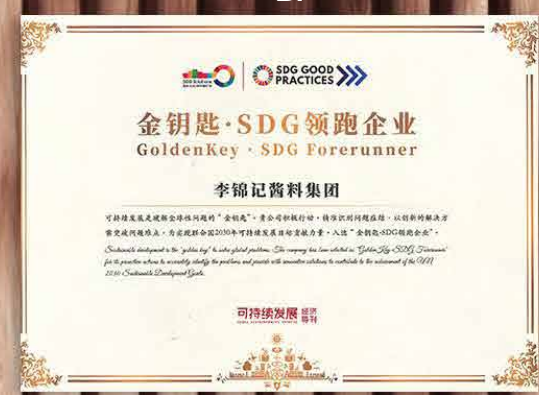 SDG GOOD
PRACTICES
金钥匙·SDG领跑企业
GoldenKey · SDG Forerunner
李锦记酱料集团
可持续发展是破解全球性问题的“金钥匙”。贵公司积极行动,精准识别问题症结,以创新的解决方
案突破问题难点,为实现联合国2030年可持续发展目标贡献力量,入选“金钥匙·SDG领跑企业”。
Sustainable development is the "golden key" to solve global problems. The company has been selected as "Golden Key·SDG Forerunner"
for its proactive actions to accurately identify the problems and provide with innovative solutions to contribute to the achievement of the UN
2030 Sustainable Development Goals.
可持续发展 经济导刊